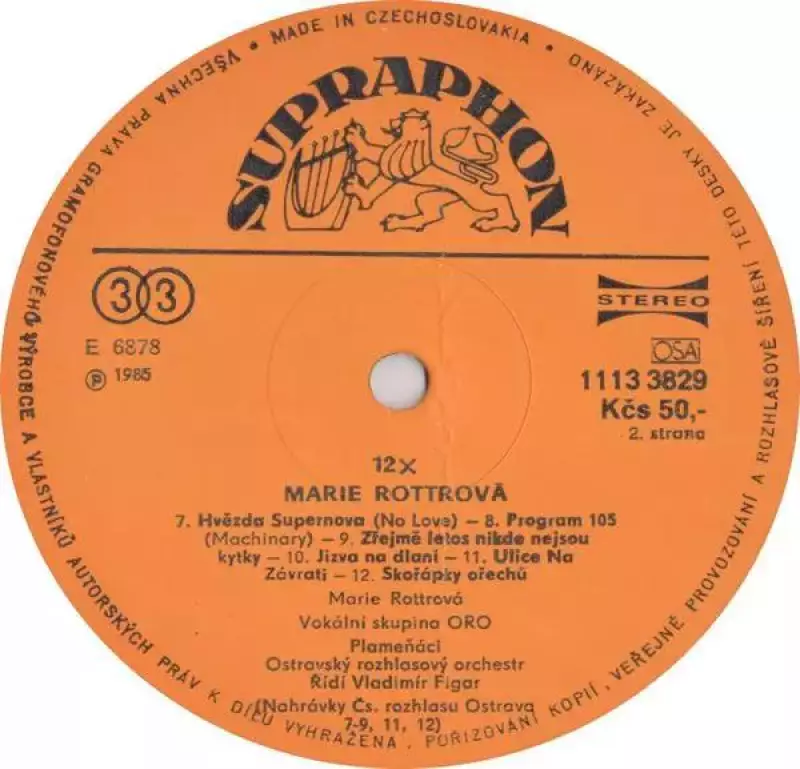 VŠECHNA PRÁVA GRAMOFONOVÉHO VÝROBCE A VLASTNÍKŮ AUTORSKÝCH PRÁV K DÍLU VYHRAŽENA, POŘIZOVÁNÍ KOPIÍ, VEŘEJNÉ PROVOZOVÁNÍ A ROZHLASOVÉ ŠÍŘENÍ TÉTO DESKY JE ZAKÁZÁNO
• MADE IN CZECHOSLOVAKIA •
SUPRAPHON
33
STEREO
E 6878
OSA
℗ 1985
1113 3829
Kčs 50,-
2. strana
12×
MARIE ROTTROVÁ
7. Hvězda Supernova (No Love) – 8. Program 105
(Machinary) – 9. Zřejmě letos nikde nejsou
kytky – 10. Jizva na dlani – 11. Ulice Na
Závrati – 12. Skořápky ořechů
Marie Rottrová
Vokální skupina ORO
Plameňáci
Ostravský rozhlasový orchestr
Řídí Vladimír Figar
(Nahrávky Čs. rozhlasu Ostrava
7-9, 11, 12)